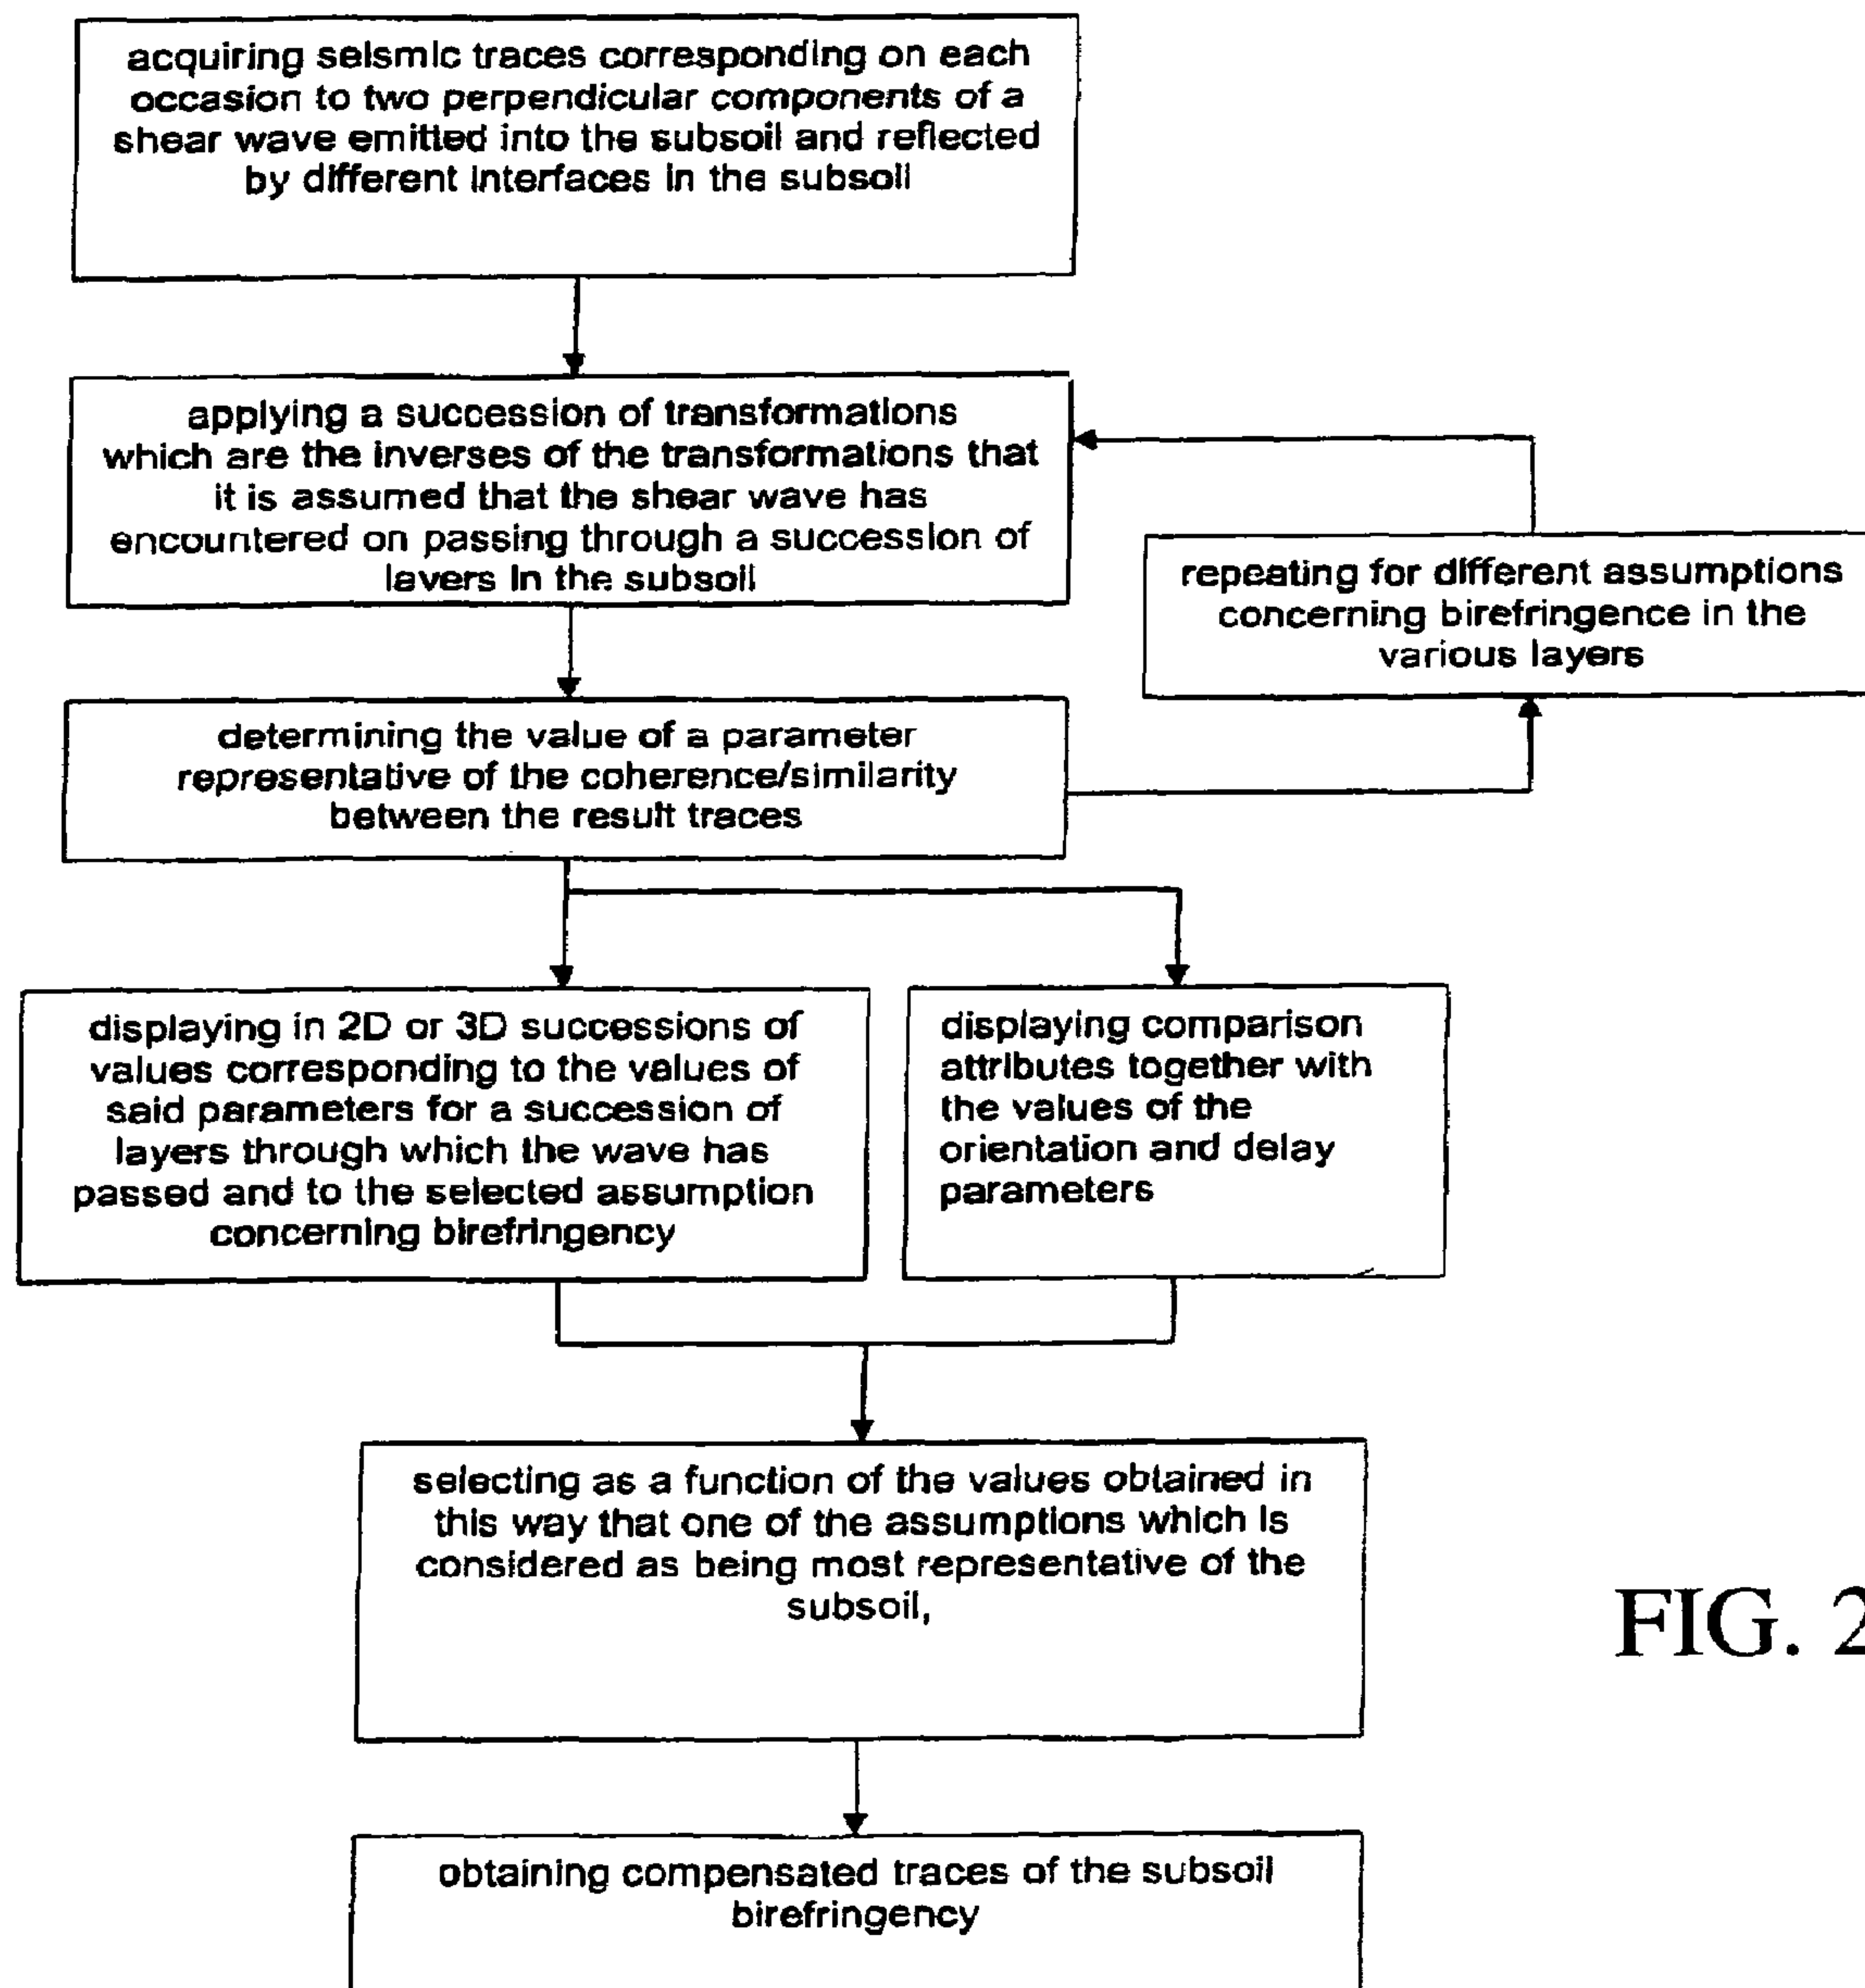 acquiring seismic traces corresponding on each
occasion to two perpendicular components of a
shear wave emitted into the subsoil and reflected
by different interfaces in the subsoil
applying a succession of transformations
which are the inverses of the transformations that
it is assumed that the shear wave has
encountered on passing through a succession of
layers in the subsoil
repeating for different assumptions
concerning birefringence in the
various layers
determining the value of a parameter
representative of the coherence/similarity
between the result traces
displaying in 2D or 3D successions of
values corresponding to the values of
said parameters for a succession of
layers through which the wave has
passed and to the selected assumption
concerning birefringency
displaying comparison
attributes together with
the values of the
orientation and delay
parameters
selecting as a function of the values obtained in
this way that one of the assumptions which is
considered as being most representative of the
subsoil,
FIG. 2
obtaining compensated traces of the subsoil
birefringency